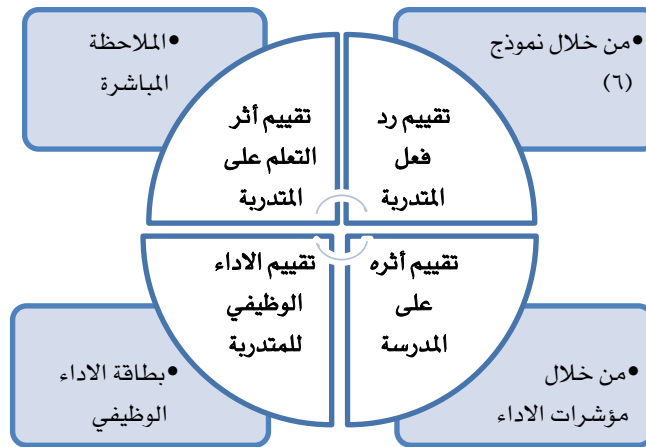 •من خلال نموذج
(٦)
•الملاحظة
المباشرة
تقييم رد
فعل
المتدربة
تقييم أثر
التعلم على
المتدربة
تقييم أثره
على
المدرسة
تقييم الاداء
الوظيفي
للمتدربة
•من خلال
مؤشرات الاداء
•بطاقة الاداء
الوظيفي